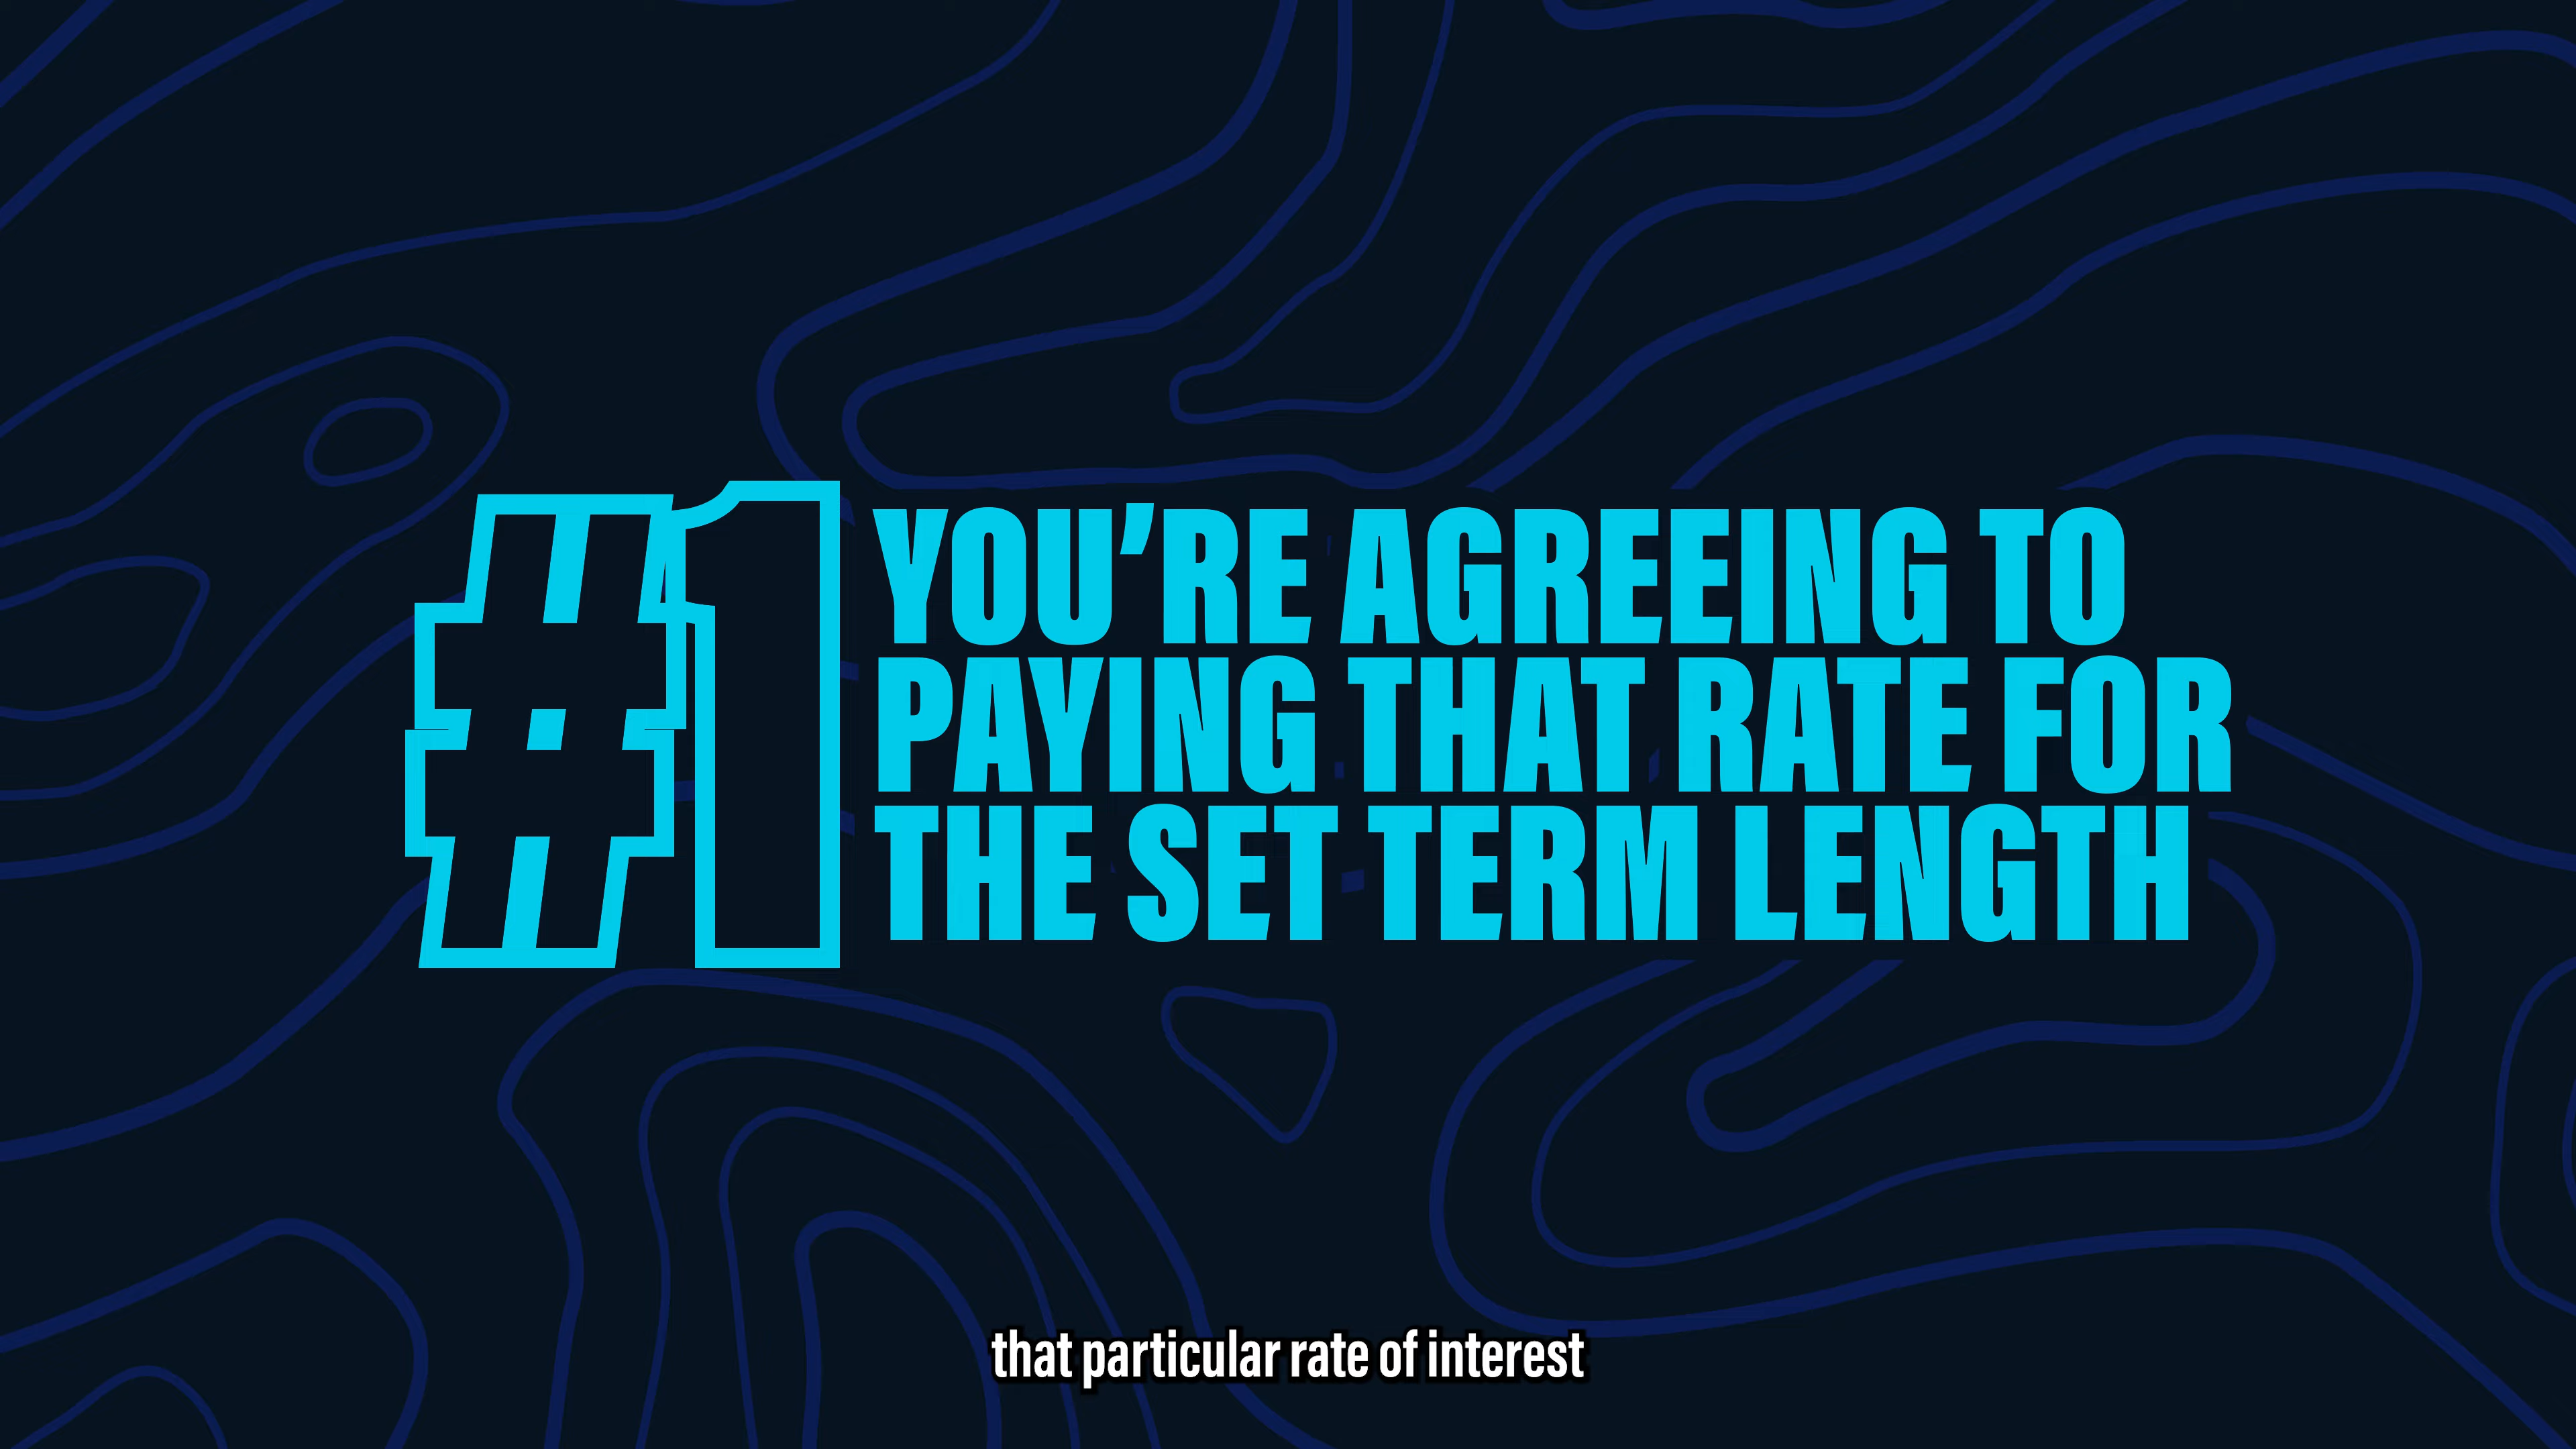 #1
YOU’RE AGREEING TO
PAYING THAT RATE FOR
THE SET TERM LENGTH
that particular rate of interest